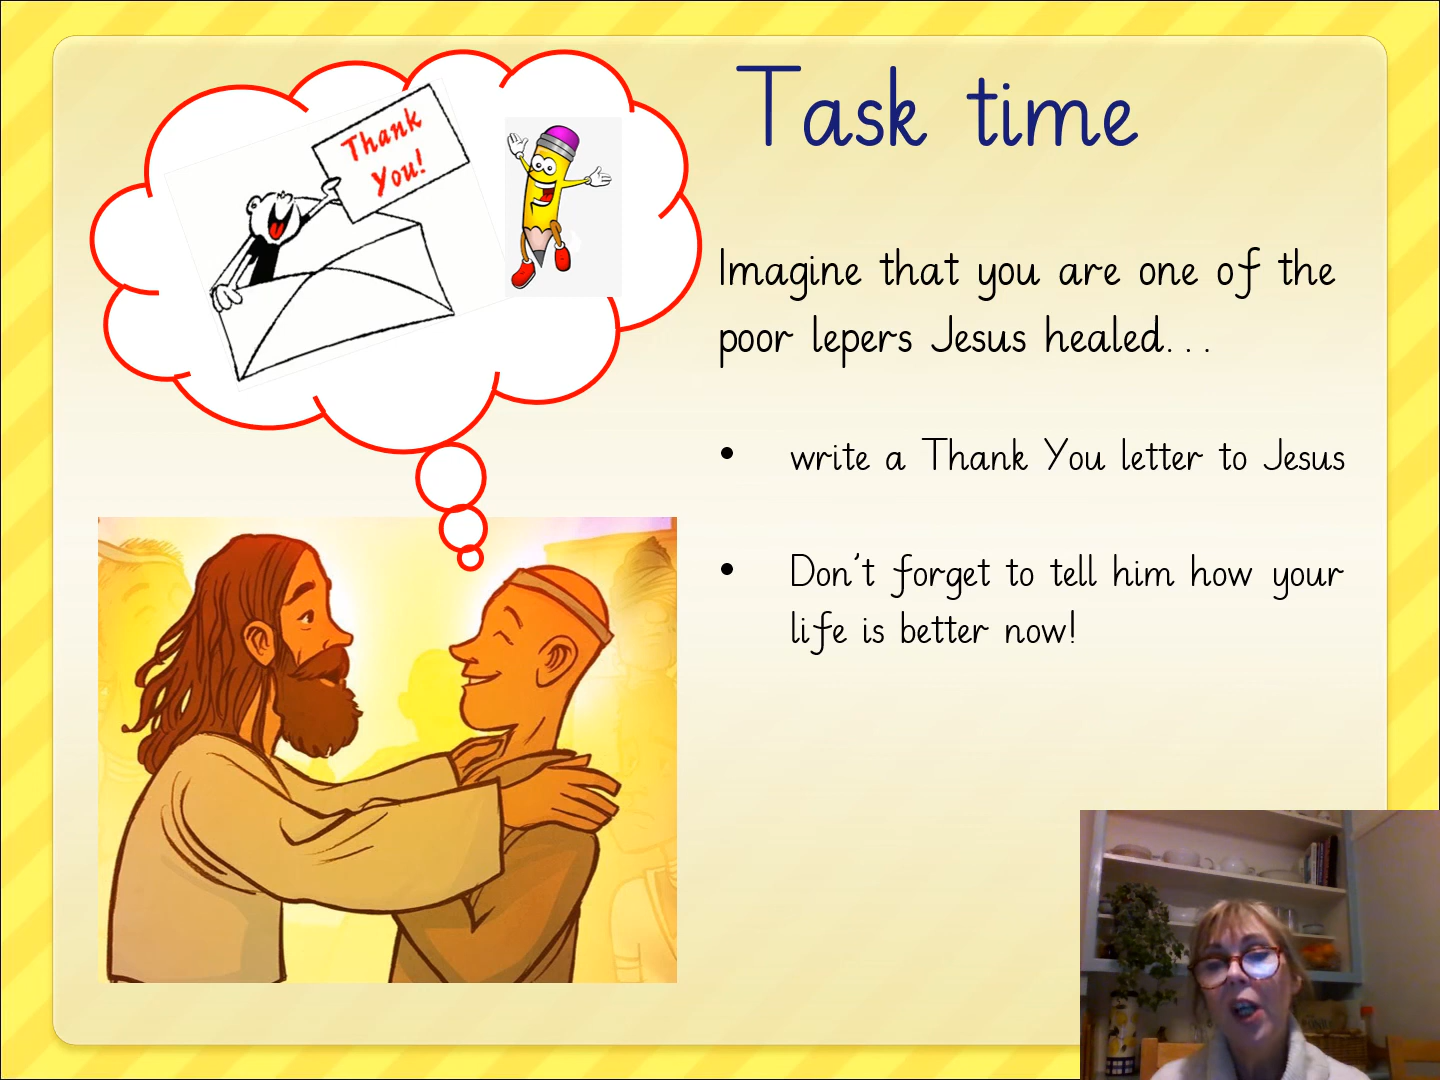 Thank
You!
Task time
Imagine that you are one of the
poor lepers Jesus healed...
• write a Thank You letter to Jesus
• Don't forget to tell him how your
life is better now!